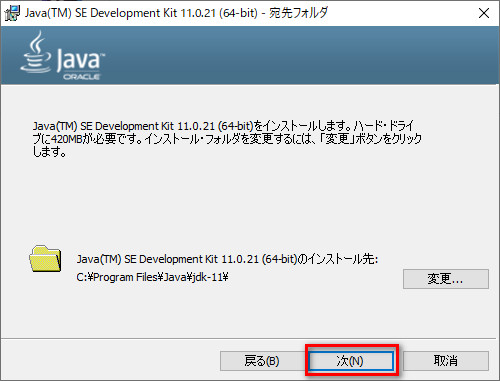 Java(TM) SE Development Kit 11.0.21 (64-bit) - 宛先フォルダ
Java
ORACLE
Java(TM) SE Development Kit 11.0.21 (64-bit)をインストールします。ハード・ドライ
ブに420MBが必要です。インストール・フォルダを変更するには、「変更」ボタンをクリック
します。
Java(TM) SE Development Kit 11.0.21 (64-bit)のインストール先:
C:¥Program Files¥Java¥jdk-11¥
変更...
戻る(B)
次(N)
取消